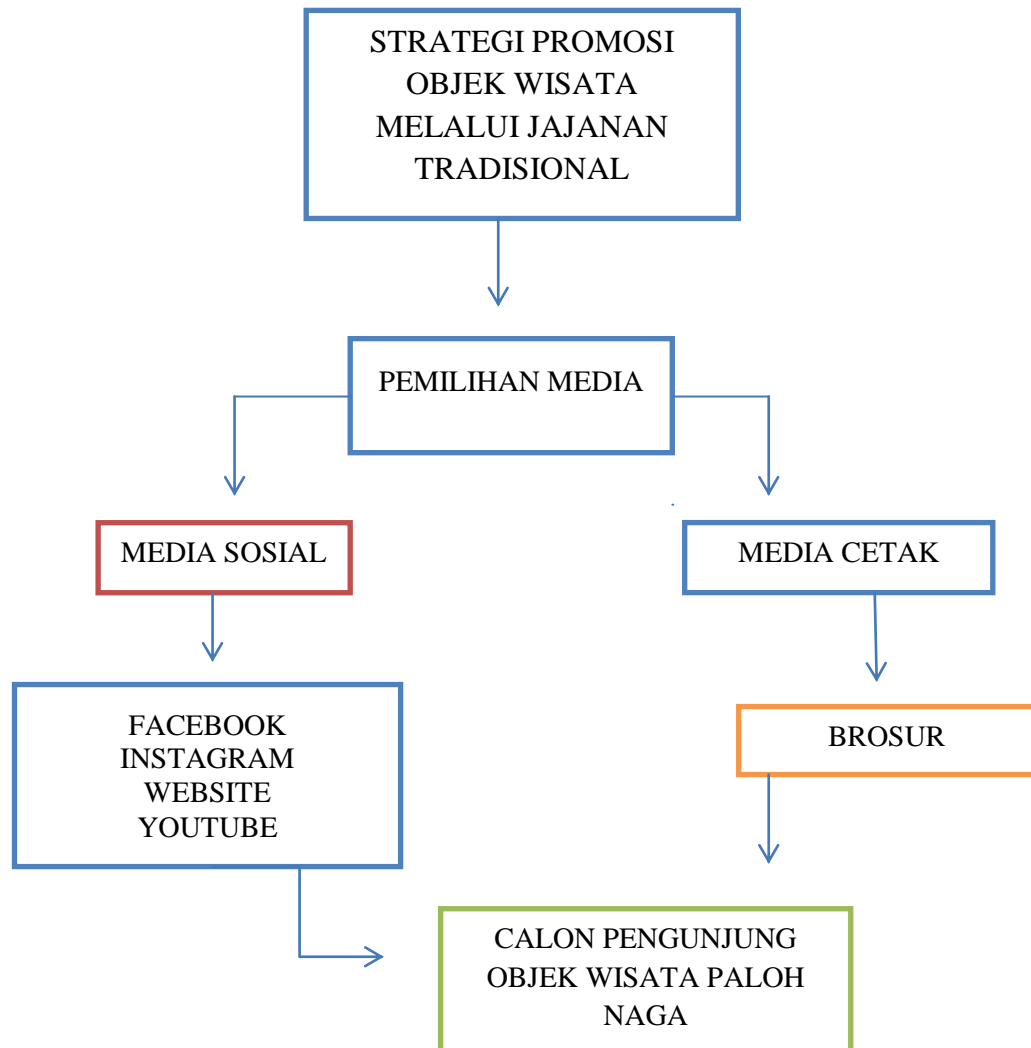 STRATEGI PROMOSI
OBJEK WISATA
MELALUI JAJANAN
TRADISIONAL
PEMILIHAN MEDIA
MEDIA SOSIAL
MEDIA CETAK
FACEBOOK
INSTAGRAM
WEBSITE
YOUTUBE
BROSUR
CALON PENGUNJUNG
OBJEK WISATA PALOH
NAGA